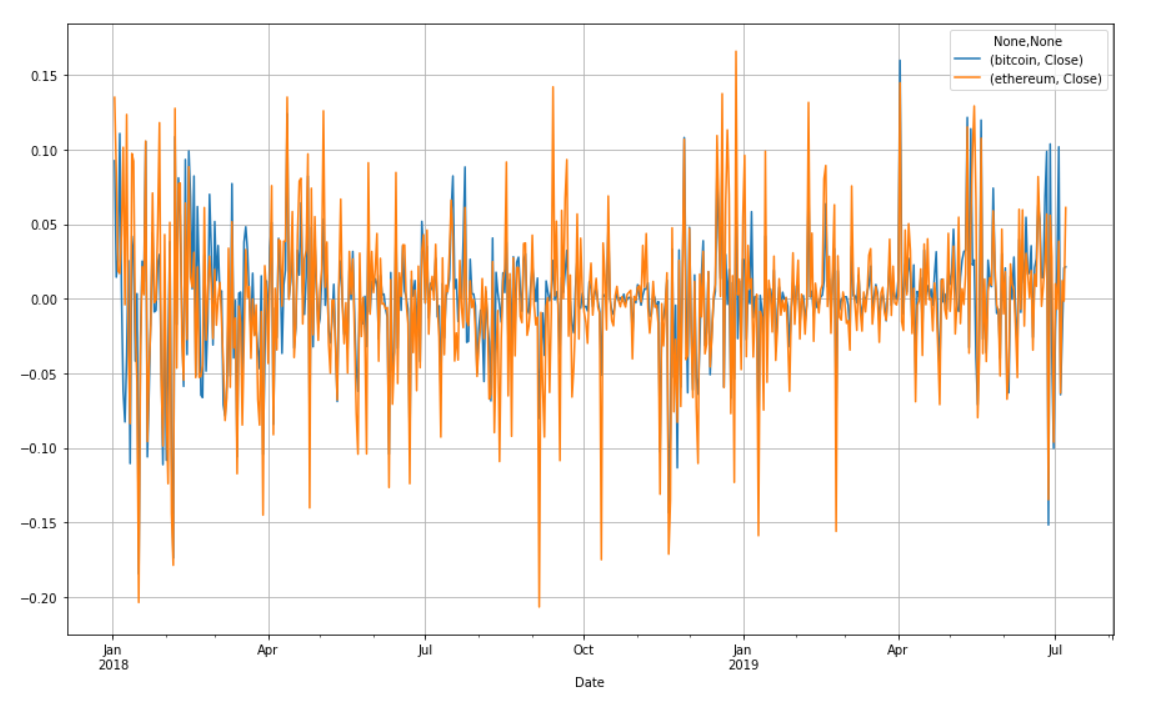 None,None
(bitcoin, Close)
(ethereum, Close)
0.15
0.10
0.05
0.00
−0.05
−0.10
−0.15
−0.20
Jan Apr Jul Oct Jan Apr Jul
2018 2019
Date